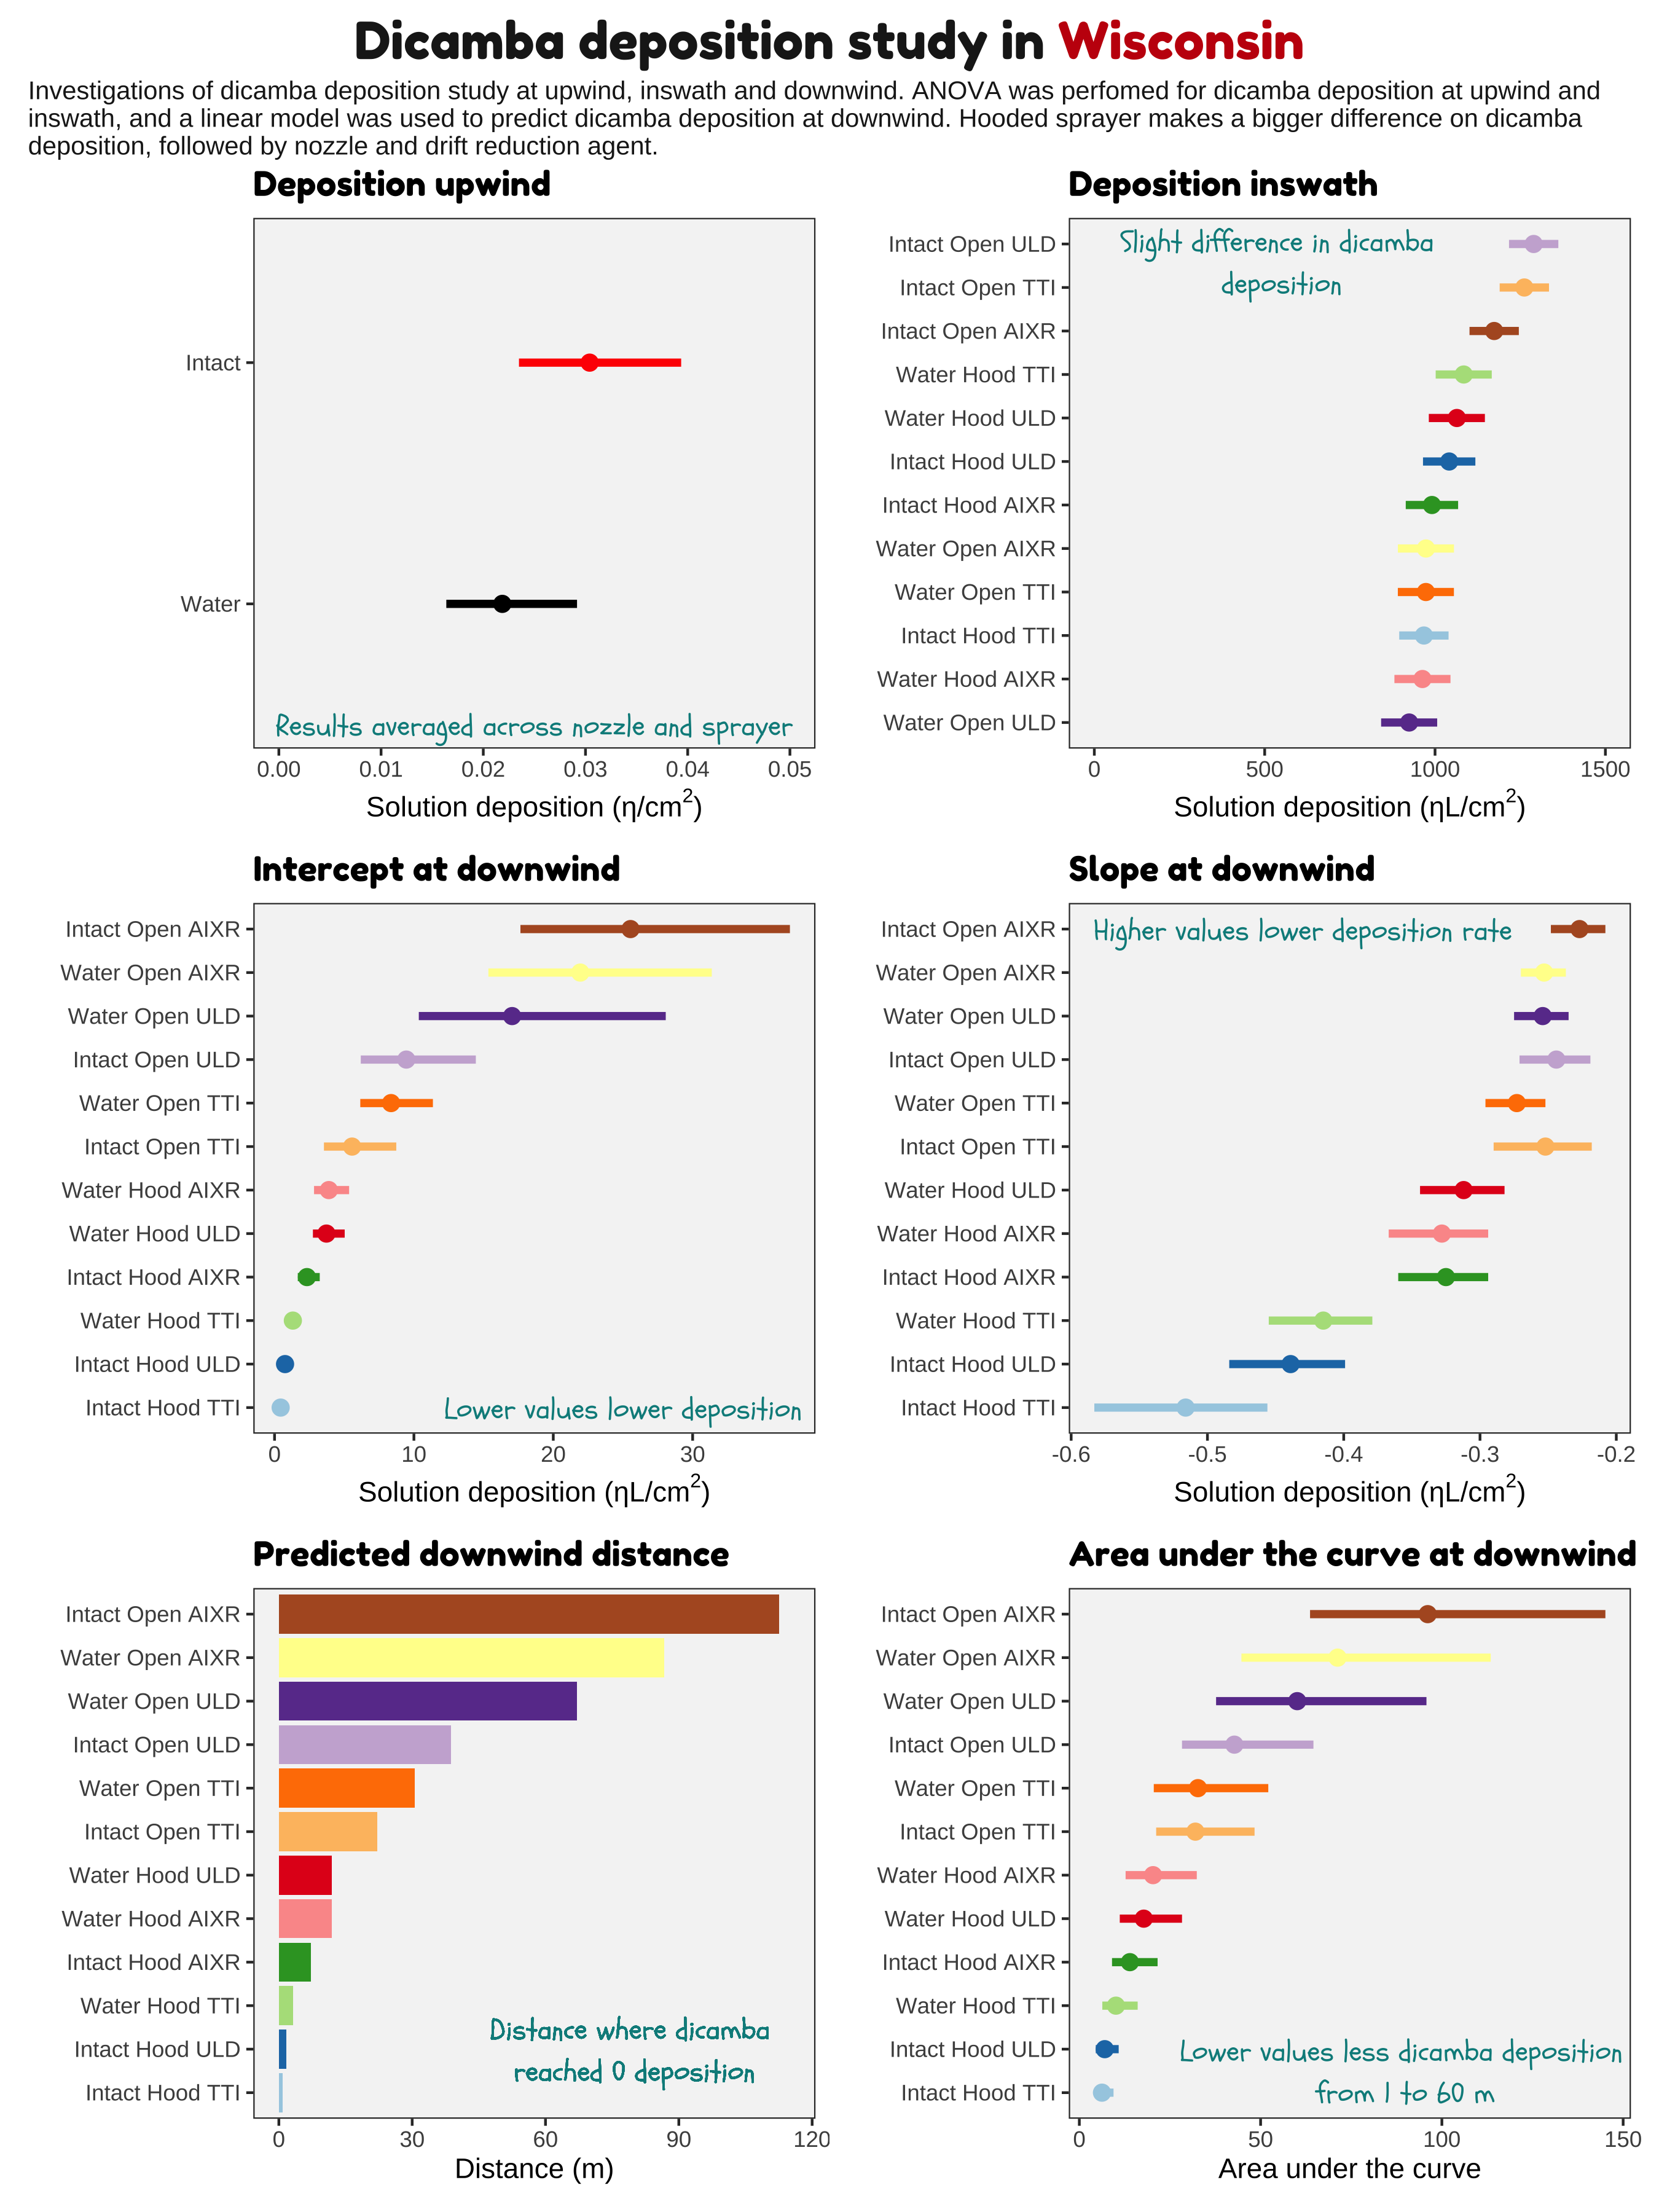 Dicamba deposition study in Wisconsin
Investigations of dicamba deposition study at upwind, inswath and downwind. ANOVA was perfomed for dicamba deposition at upwind and
inswath, and a linear model was used to predict dicamba deposition at downwind. Hooded sprayer makes a bigger difference on dicamba
deposition, followed by nozzle and drift reduction agent.
Deposition upwind
Intact
Water
Results averaged across nozzle and sprayer
0.00 0.01 0.02 0.03 0.04 0.05
Solution deposition (η/cm²)
Deposition inswath
Slight difference in dicamba
deposition
Intact Open ULD
Intact Open TTI
Intact Open AIXR
Water Hood TTI
Water Hood ULD
Intact Hood ULD
Intact Hood AIXR
Water Open AIXR
Water Open TTI
Intact Hood TTI
Water Hood AIXR
Water Open ULD
0 500 1000 1500
Solution deposition (ηL/cm²)
Intercept at downwind
Intact Open AIXR
Water Open AIXR
Water Open ULD
Intact Open ULD
Water Open TTI
Intact Open TTI
Water Hood AIXR
Water Hood ULD
Intact Hood AIXR
Water Hood TTI
Intact Hood ULD
Intact Hood TTI
Lower values lower deposition
0 10 20 30
Solution deposition (ηL/cm²)
Slope at downwind
Higher values lower deposition rate
Intact Open AIXR
Water Open AIXR
Water Open ULD
Intact Open ULD
Water Open TTI
Intact Open TTI
Water Hood ULD
Water Hood AIXR
Intact Hood AIXR
Water Hood TTI
Intact Hood ULD
Intact Hood TTI
-0.6 -0.5 -0.4 -0.3 -0.2
Solution deposition (ηL/cm²)
Predicted downwind distance
Intact Open AIXR
Water Open AIXR
Water Open ULD
Intact Open ULD
Water Open TTI
Intact Open TTI
Water Hood ULD
Water Hood AIXR
Intact Hood AIXR
Water Hood TTI
Intact Hood ULD
Intact Hood TTI
Distance where dicamba
reached 0 deposition
0 30 60 90 120
Distance (m)
Area under the curve at downwind
Intact Open AIXR
Water Open AIXR
Water Open ULD
Intact Open ULD
Water Open TTI
Intact Open TTI
Water Hood AIXR
Water Hood ULD
Intact Hood AIXR
Water Hood TTI
Intact Hood ULD
Intact Hood TTI
Lower values less dicamba deposition
from 1 to 60 m
0 50 100 150
Area under the curve